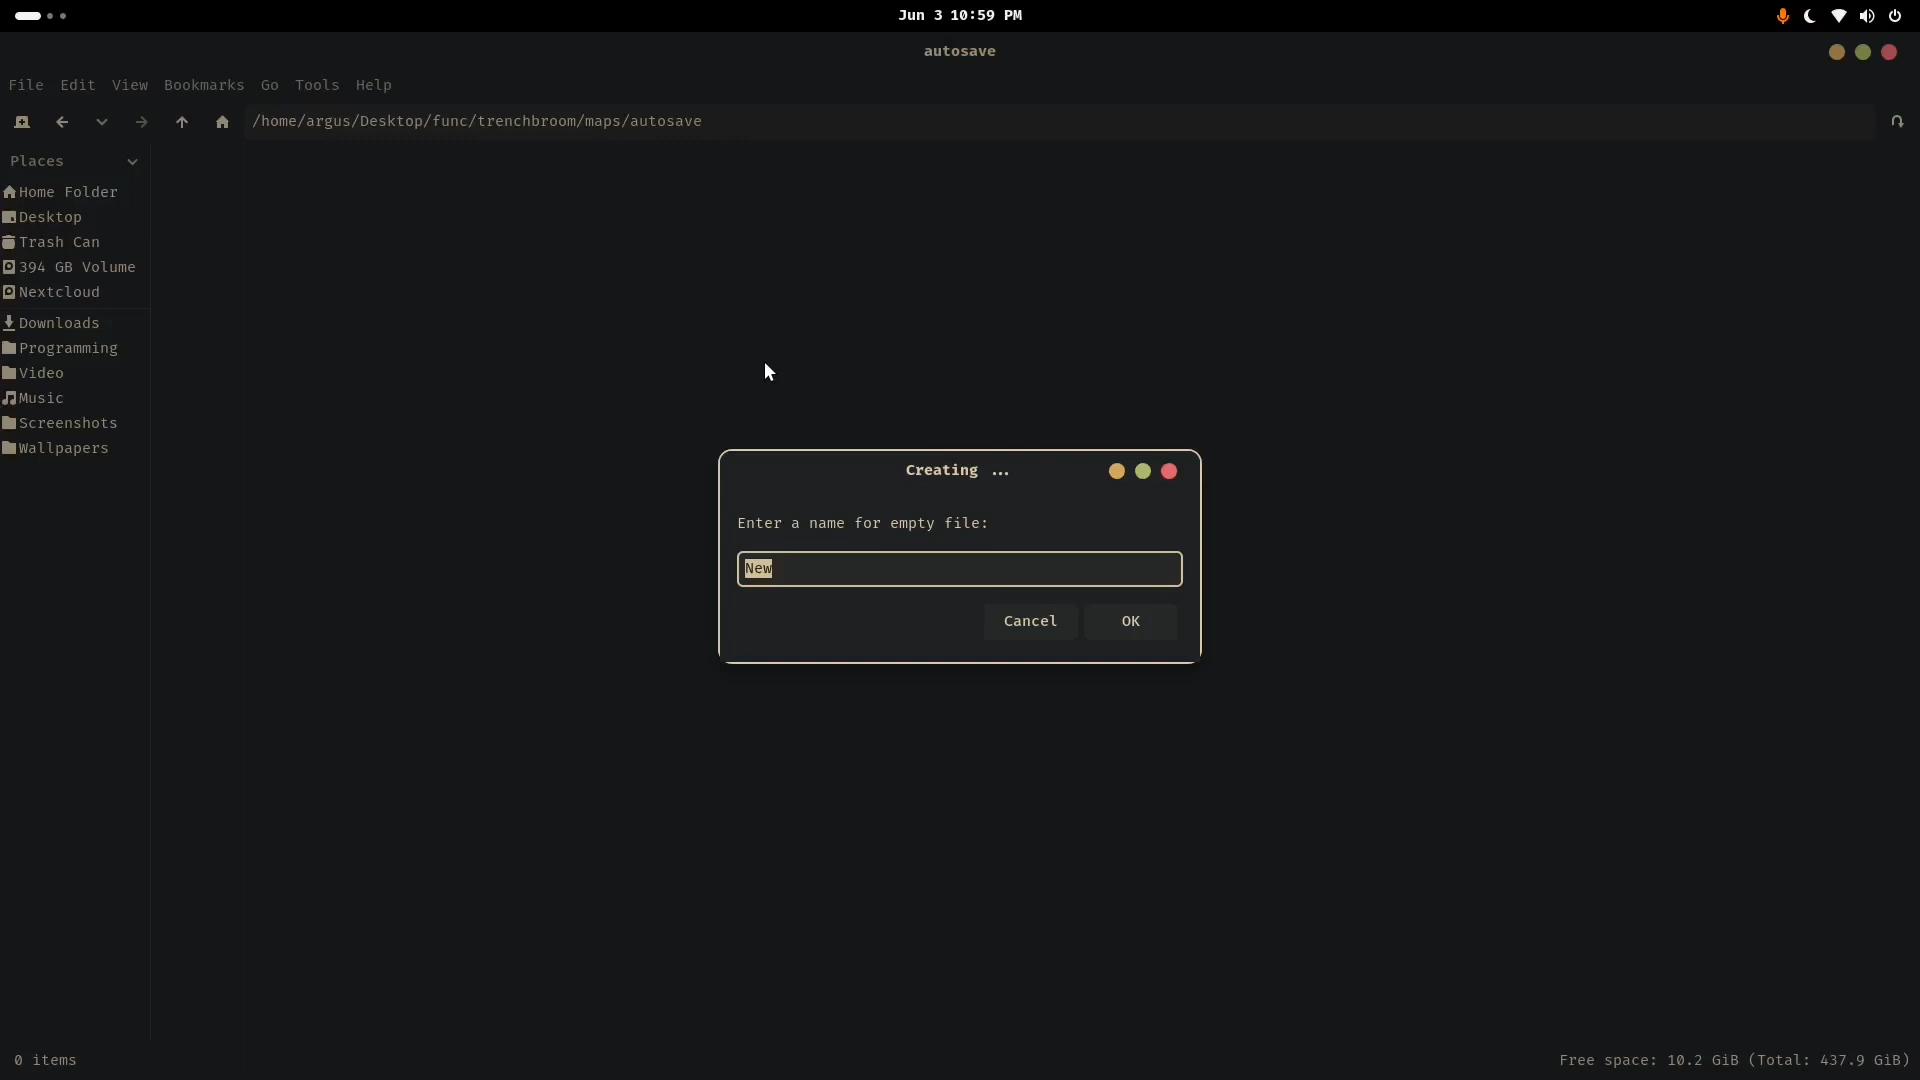 Jun 3 10:59 PM
autosave
File Edit View Bookmarks Go Tools Help
/home/argus/Desktop/func/trenchbroom/maps/autosave
Places
Home Folder
Desktop
Trash Can
394 GB Volume
Nextcloud
Downloads
Programming
Video
Music
Screenshots
Wallpapers
Creating ...
Enter a name for empty file:
New
Cancel OK
0 items
Free space: 10.2 GiB (Total: 437.9 GiB)